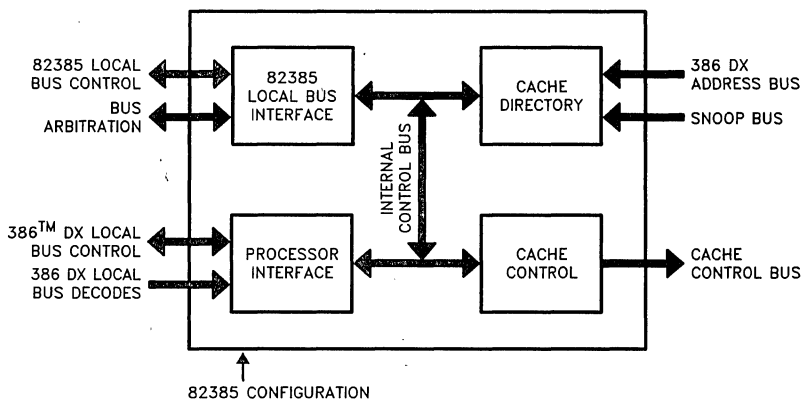 82385 LOCAL
BUS CONTROL
BUS
ARBITRATION
82385
LOCAL BUS
INTERFACE
CACHE
DIRECTORY
386 DX
ADDRESS BUS
SNOOP BUS
INTERNAL
CONTROL BUS
386™ DX LOCAL
BUS CONTROL
386 DX LOCAL
BUS DECODES
PROCESSOR
INTERFACE
CACHE
CONTROL
CACHE
CONTROL BUS
82385 CONFIGURATION